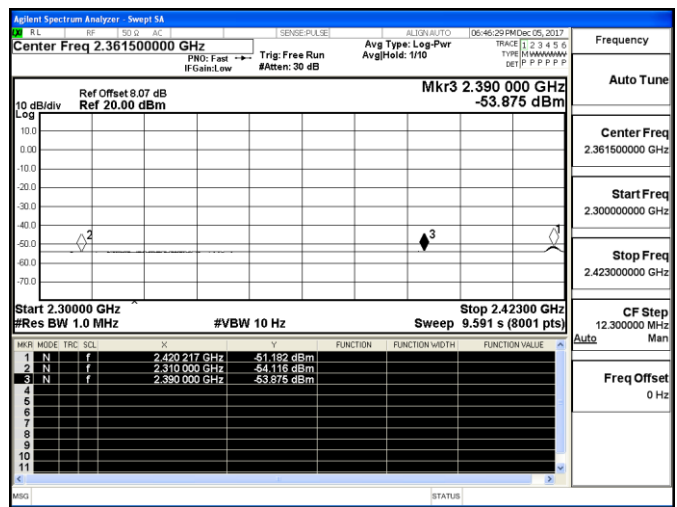 Agilent Spectrum Analyzer - Swept SA
RL RF 50 Ω AC SENSE:PULSE ALIGNAUTO 06:46:29 PM Dec 05, 2017
Center Freq 2.361500000 GHz
PNO: Fast
IFGain:Low
Trig: Free Run
#Atten: 30 dB
Avg Type: Log-Pwr
Avg|Hold: 1/10
TRACE 1 2 3 4 5 6
TYPE MWWWWW
DET P P P P P P
Ref Offset 8.07 dB
Ref 20.00 dBm
10 dB/div
Log
Mkr3 2.390 000 GHz
-53.875 dBm
10.0
0.00
-10.0
-20.0
-30.0
-40.0
-50.0
-60.0
-70.0
2
3
1
Start 2.30000 GHz
Stop 2.42300 GHz
#Res BW 1.0 MHz
#VBW 10 Hz
Sweep 9.591 s (8001 pts)
MKR MODE TRC SCL X Y FUNCTION FUNCTION WIDTH FUNCTION VALUE
1 N f 2.420 217 GHz -51.182 dBm
2 N f 2.310 000 GHz -54.116 dBm
3 N f 2.390 000 GHz -53.875 dBm
4
5
6
7
8
9
10
11
MSG
STATUS
Frequency
Auto Tune
Center Freq
2.361500000 GHz
Start Freq
2.300000000 GHz
Stop Freq
2.423000000 GHz
CF Step
12.300000 MHz
Auto Man
Freq Offset
0 Hz